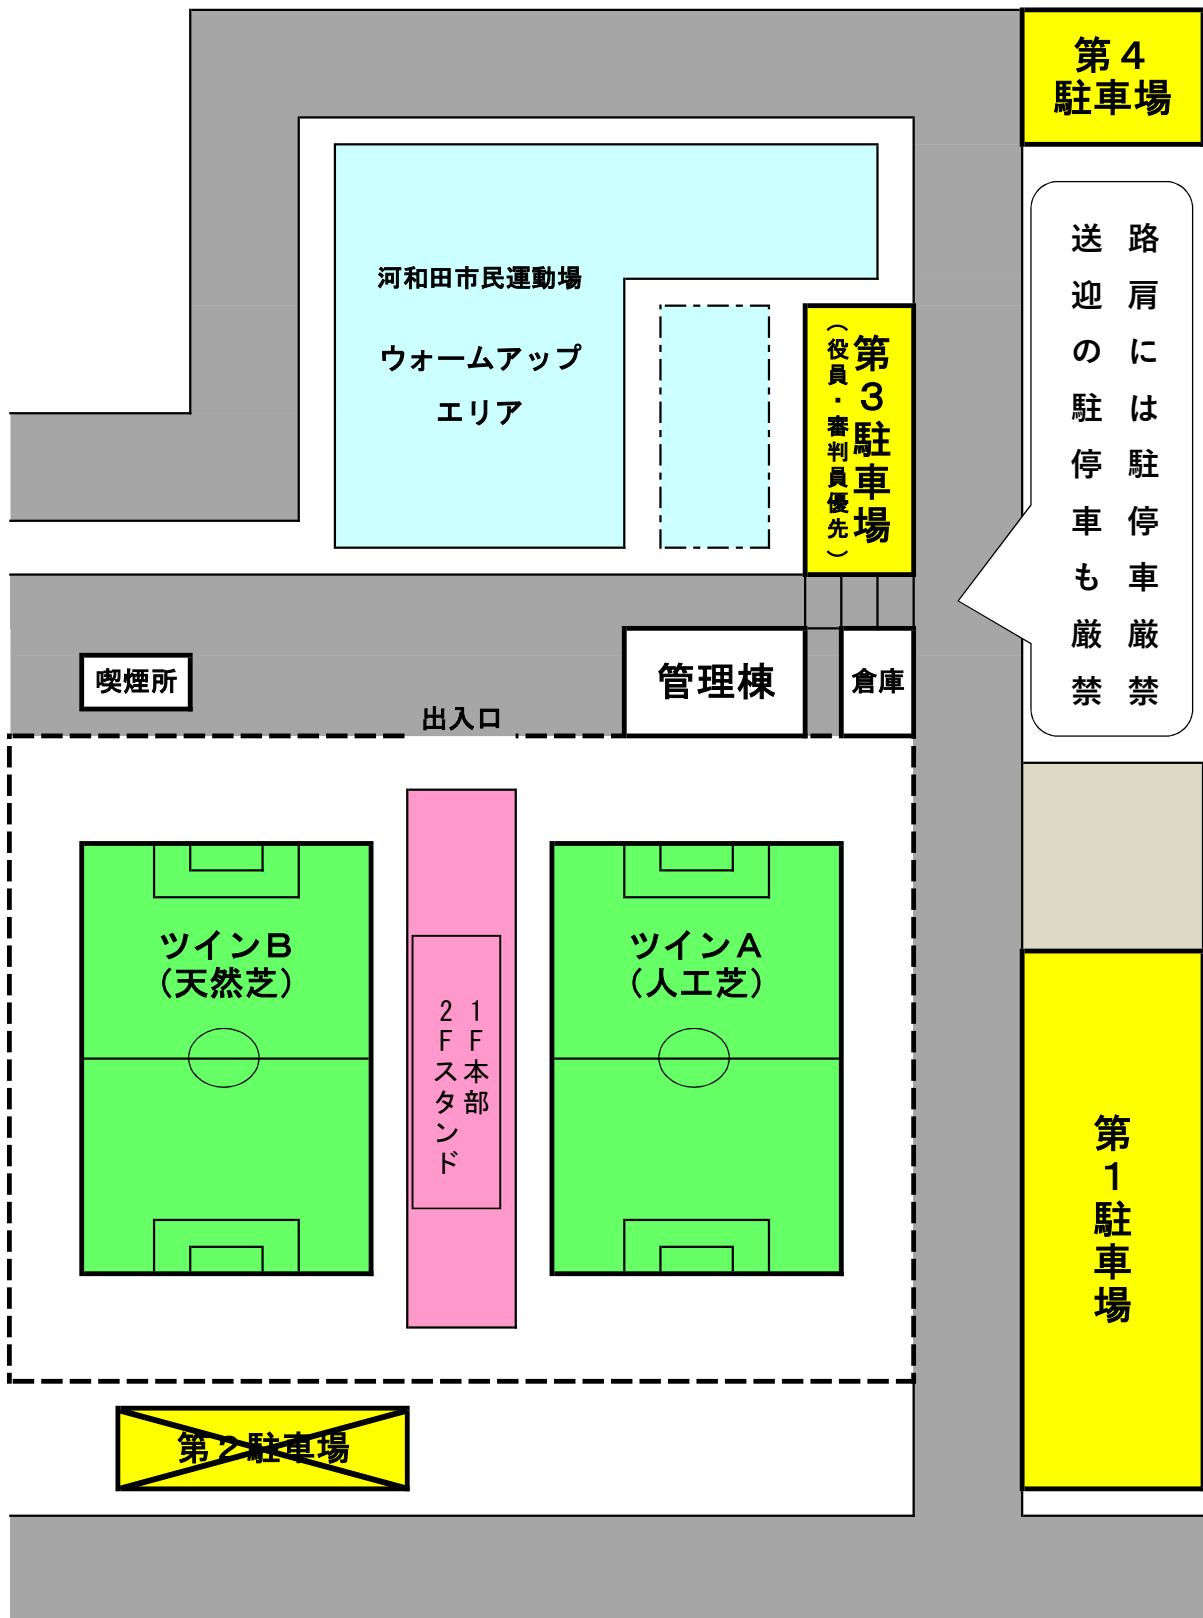 第４
駐車場
路肩には駐停車厳禁
送迎の駐停車も厳禁
河和田市民運動場
ウォームアップ
エリア
第３駐車場
（役員・審判員優先）
喫煙所
管理棟
倉庫
出入口
ツインＢ
（天然芝）
1F本部
2Fスタンド
ツインＡ
（人工芝）
第１駐車場
第２駐車場